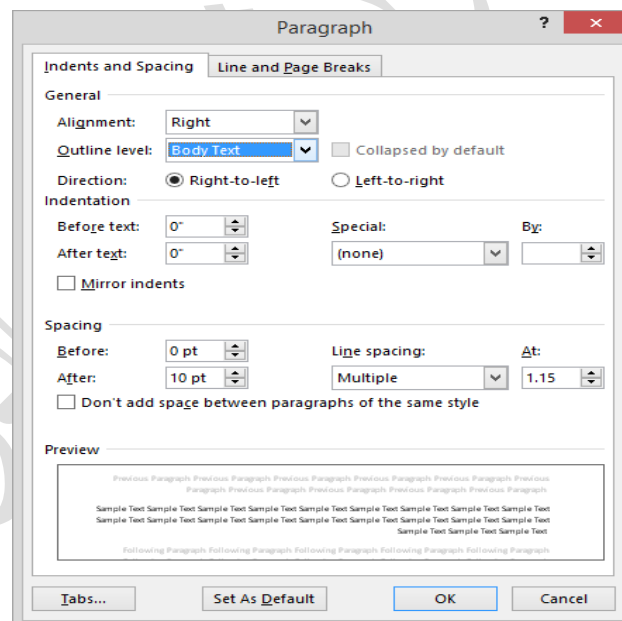 Paragraph ? ×
Indents and Spacing Line and Page Breaks
General
Alignment: Right
Outline level: Body Text Collapsed by default
Direction: Right-to-left Left-to-right
Indentation
Before text: 0" Special: By:
After text: 0" (none)
Mirror indents
Spacing
Before: 0 pt Line spacing: At:
After: 10 pt Multiple 1.15
Don't add space between paragraphs of the same style
Preview
Previous Paragraph Previous Paragraph Previous Paragraph Previous Paragraph Previous Paragraph Previous
Paragraph Previous Paragraph Previous Paragraph Previous Paragraph Previous Paragraph
Sample Text Sample Text Sample Text Sample Text Sample Text Sample Text Sample Text Sample Text Sample Text
Sample Text Sample Text Sample Text Sample Text Sample Text Sample Text Sample Text Sample Text Sample Text
Sample Text Sample Text Sample Text
Following Paragraph Following Paragraph Following Paragraph Following Paragraph Following Paragraph
Tabs... Set As Default OK Cancel